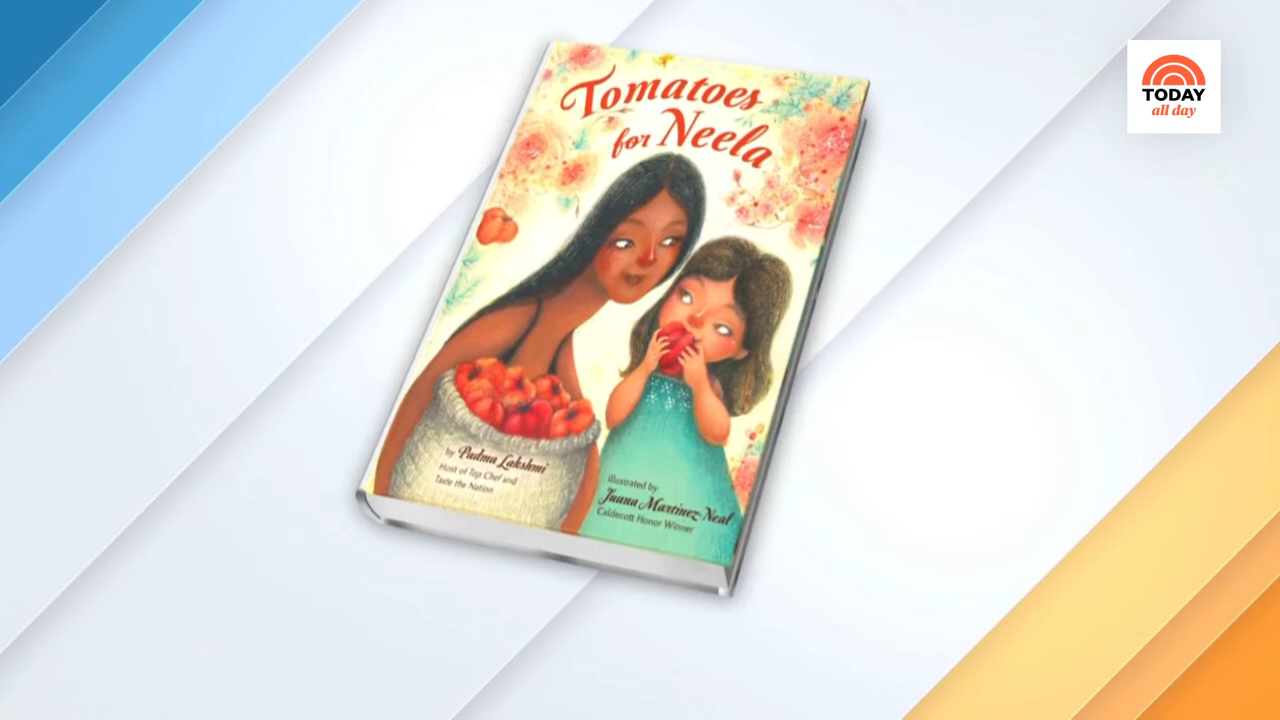 Tomatoes
for Neela
by Padma Lakshmi
Host of Top Chef and
Taste the Nation
illustrated by
Juana Martinez-Neal
Caldecott Honor Winner
TODAY
all day